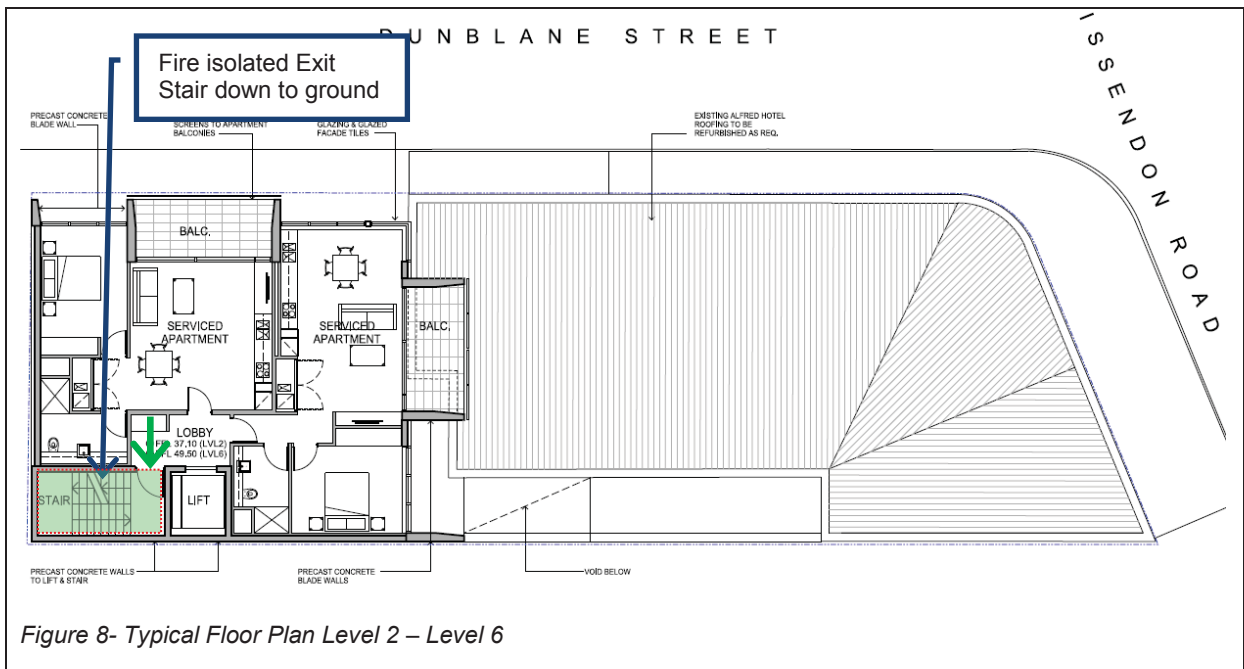 DUNBLANE STREET
ISSENDON ROAD
Fire isolated Exit
Stair down to ground
PRECAST CONCRETE
BLADE WALL
SCREENS TO APARTMENT
BALCONIES
GLAZING & GLAZED
FACADE TILES
EXISTING ALFRED HOTEL
ROOFING TO BE
REFURBISHED AS REQ.
BALC.
SERVICED
APARTMENT
SERVICED
APARTMENT
BALC.
LOBBY
37,10 (LVL2)
49,50 (LVL6)
STAIR
LIFT
PRECAST CONCRETE WALLS
TO LIFT & STAIR
PRECAST CONCRETE
BLADE WALLS
VOID BELOW
Figure 8- Typical Floor Plan Level 2 – Level 6